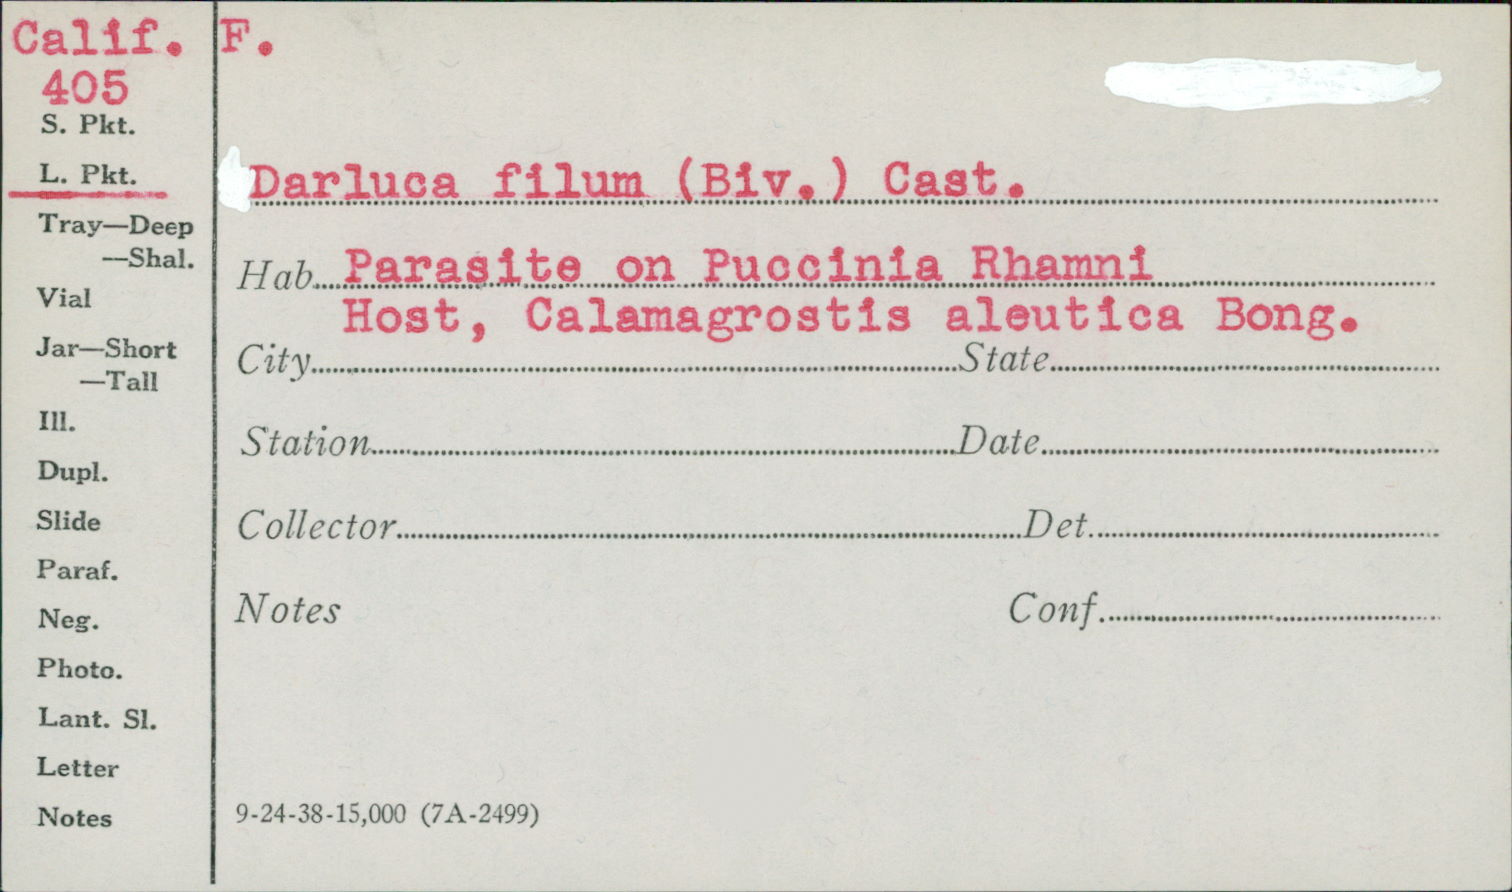 Calif. F.
405
S. Pkt.
L. Pkt.
Darluca filum (Biv.) Cast.
Tray—Deep
—Shal.
Hab. Parasite on Puccinia Rhamni
Vial
Host, Calamagrostis aleutica Bong.
Jar—Short
—Tall
City State
Ill.
Station Date
Dupl.
Slide
Collector Det.
Paraf.
Neg.
Notes Conf.
Photo.
Lant. Sl.
Letter
Notes
9-24-38-15,000 (7A-2499)